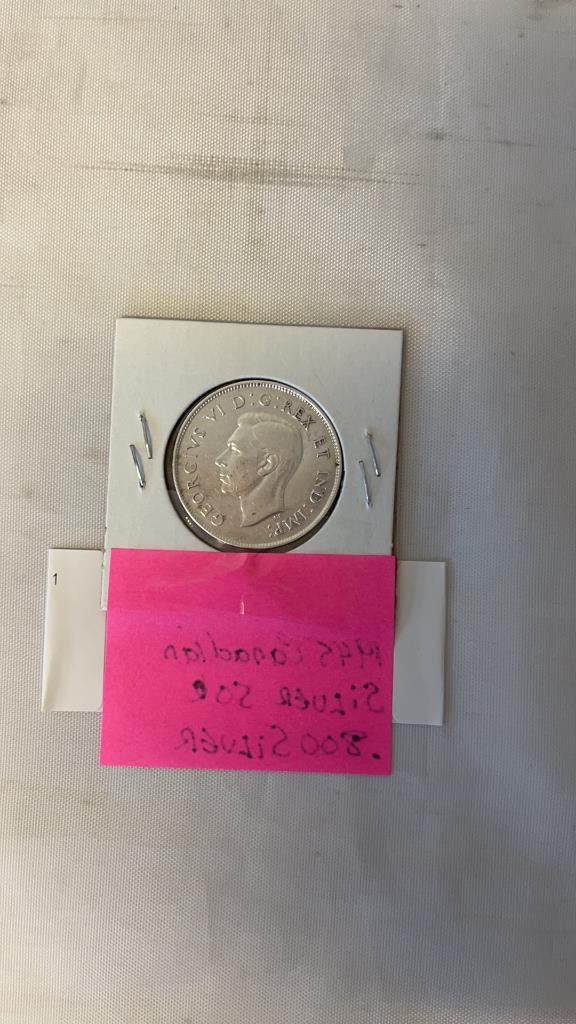 GEORGIVS VI D:G:REX ET IND:IMP:
1
1945 Canadian
SILVER 50¢
.800 SILVER